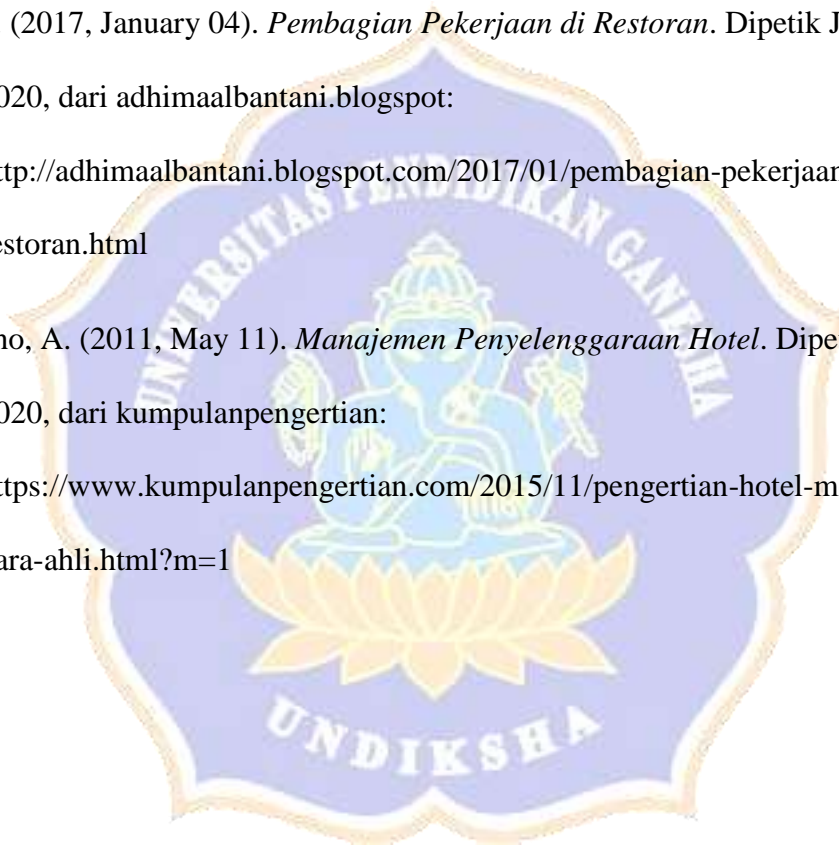 (2017, January 04). Pembagian Pekerjaan di Restoran. Dipetik J
020, dari adhimaalbantani.blogspot:
ttp://adhimaalbantani.blogspot.com/2017/01/pembagian-pekerjaan
estoran.html
no, A. (2011, May 11). Manajemen Penyelenggaraan Hotel. Dipe
020, dari kumpulanpengertian:
ttps://www.kumpulanpengertian.com/2015/11/pengertian-hotel-m
ara-ahli.html?m=1
UNIVERSITAS PENDIDIKAN GANESHA
UNDIKSHA